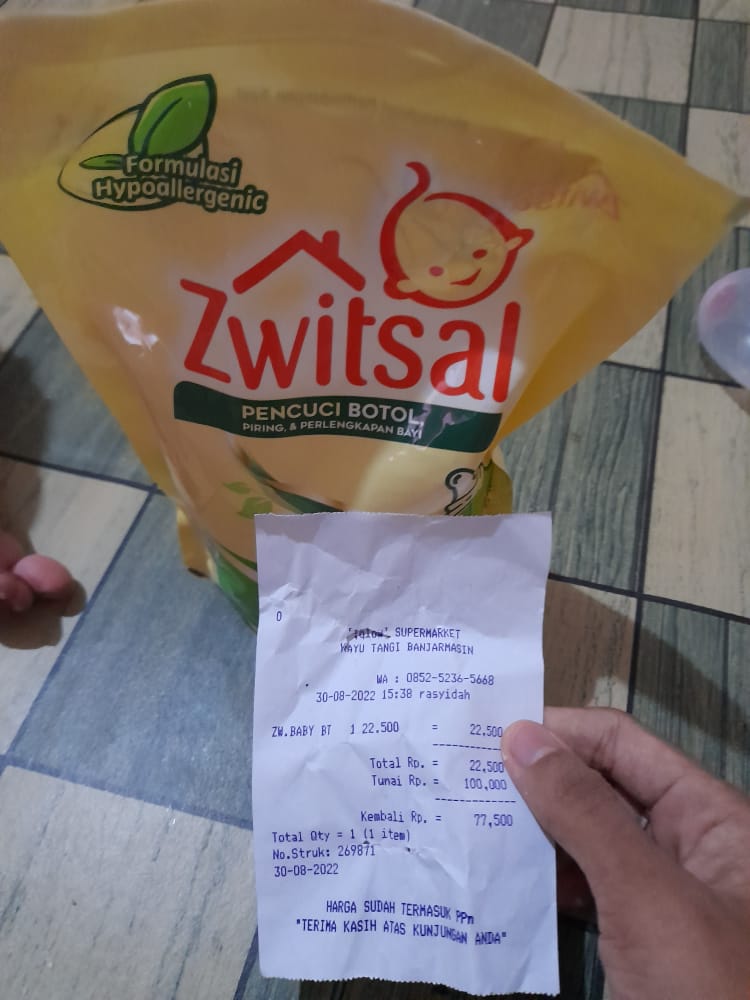 Formulasi
Hypoallergenic
Zwitsal
PENCUCI BOTOL,
PIRING, & PERLENGKAPAN BAYI
0
SUPERMARKET
KAYU TANGI BANJARMASIN
WA : 0852-5236-5668
30-08-2022 15:38 rasyidah
ZW.BABY BT 1 22.500 = 22,500
------------
Total Rp. = 22,500
Tunai Rp. = 100,000
-------------
Kembali Rp. = 77,500
Total Qty = 1 (1 item)
No.Struk: 269871
30-08-2022
HARGA SUDAH TERMASUK PPn
"TERIMA KASIH ATAS KUNJUNGAN ANDA"